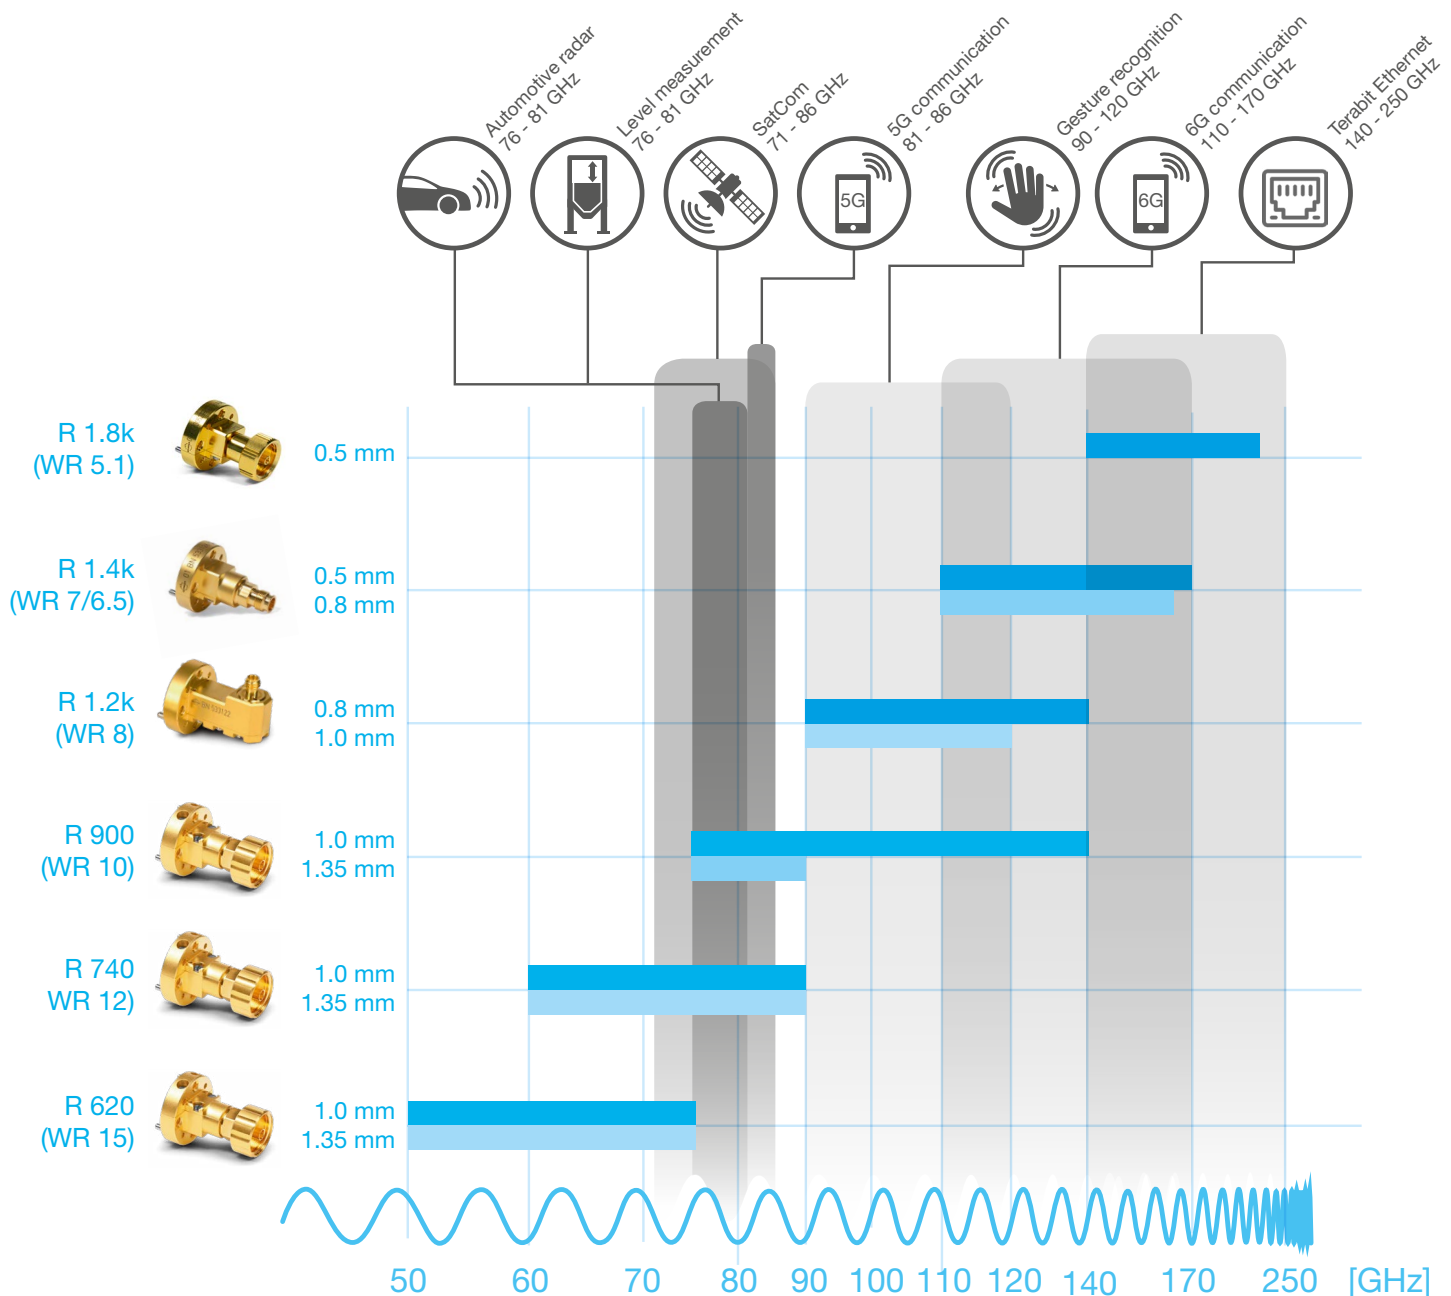 Automotive radar
76 - 81 GHz
Level measurement
76 - 81 GHz
SatCom
71 - 86 GHz
5G communication
81 - 86 GHz
Gesture recognition
90 - 120 GHz
6G communication
110 - 170 GHz
Terabit Ethernet
140 - 250 GHz
5G
6G
R 1.8k
(WR 5.1)
0.5 mm
R 1.4k
(WR 7/6.5)
0.5 mm
0.8 mm
R 1.2k
(WR 8)
0.8 mm
1.0 mm
R 900
(WR 10)
1.0 mm
1.35 mm
R 740
WR 12)
1.0 mm
1.35 mm
R 620
(WR 15)
1.0 mm
1.35 mm
50 60 70 80 90 100 110 120 140 170 250 [GHz]